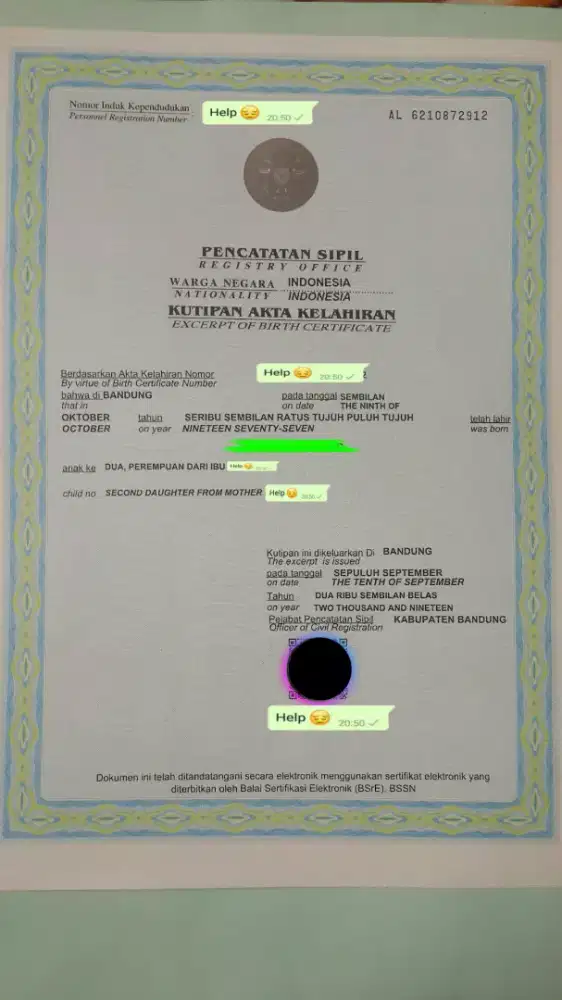 Nomor Induk Kependudukan
Personnel Registration Number
Help 😔 20:50 ✓
AL 6210872912
PENCATATAN SIPIL
REGISTRY OFFICE
WARGA NEGARA INDONESIA
NATIONALITY INDONESIA
KUTIPAN AKTA KELAHIRAN
EXCERPT OF BIRTH CERTIFICATE
Berdasarkan Akta Kelahiran Nomor Help 😔 20:50 ✓
By virtue of Birth Certificate Number
bahwa di BANDUNG pada tanggal SEMBILAN
that in on date THE NINTH OF
OKTOBER tahun SERIBU SEMBILAN RATUS TUJUH PULUH TUJUH telah lahir
OCTOBER on year NINETEEN SEVENTY-SEVEN was born
anak ke DUA, PEREMPUAN DARI IBU Help 😔
child no SECOND DAUGHTER FROM MOTHER Help 😔 20:50 ✓
Kutipan ini dikeluarkan Di BANDUNG
The excerpt is issued
pada tanggal SEPULUH SEPTEMBER
on date THE TENTH OF SEPTEMBER
Tahun DUA RIBU SEMBILAN BELAS
on year TWO THOUSAND AND NINETEEN
Pejabat Pencatatan Sipil KABUPATEN BANDUNG
Officer of Civil Registration
Help 😔 20:50 ✓
Dokumen ini telah ditandatangani secara elektronik menggunakan sertifikat elektronik yang
diterbitkan oleh Balai Sertifikasi Elektronik (BSrE), BSSN